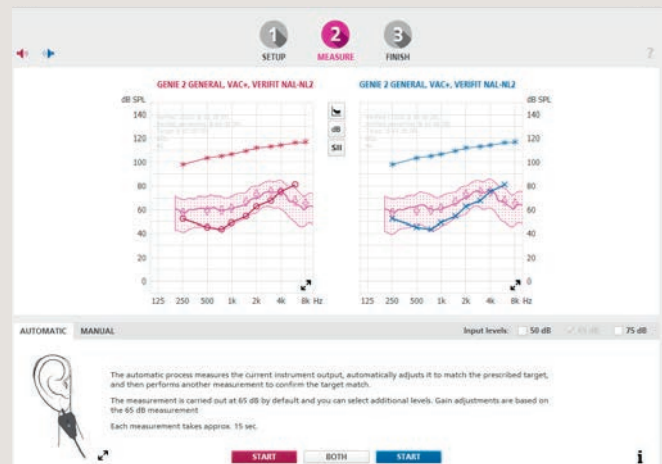 1 2 3
SETUP MEASURE FINISH
?
GENIE 2 GENERAL, VAC+, VERIFIT NAL-NL2
GENIE 2 GENERAL, VAC+, VERIFIT NAL-NL2
dB SPL
dB SPL
140
120
100
80
60
40
20
0
125 250 500 1k 2k 4k 8k Hz
dB
SII
140
120
100
80
60
40
20
0
125 250 500 1k 2k 4k 8k Hz
AUTOMATIC MANUAL
Input levels: 50 dB 65 dB 75 dB
The automatic process measures the current instrument output, automatically adjusts it to match the prescribed target,
and then performs another measurement to confirm the target match.
The measurement is carried out at 65 dB by default and you can select additional levels. Gain adjustments are based on
the 65 dB measurement
Each measurement takes approx. 15 sec.
START BOTH START
i